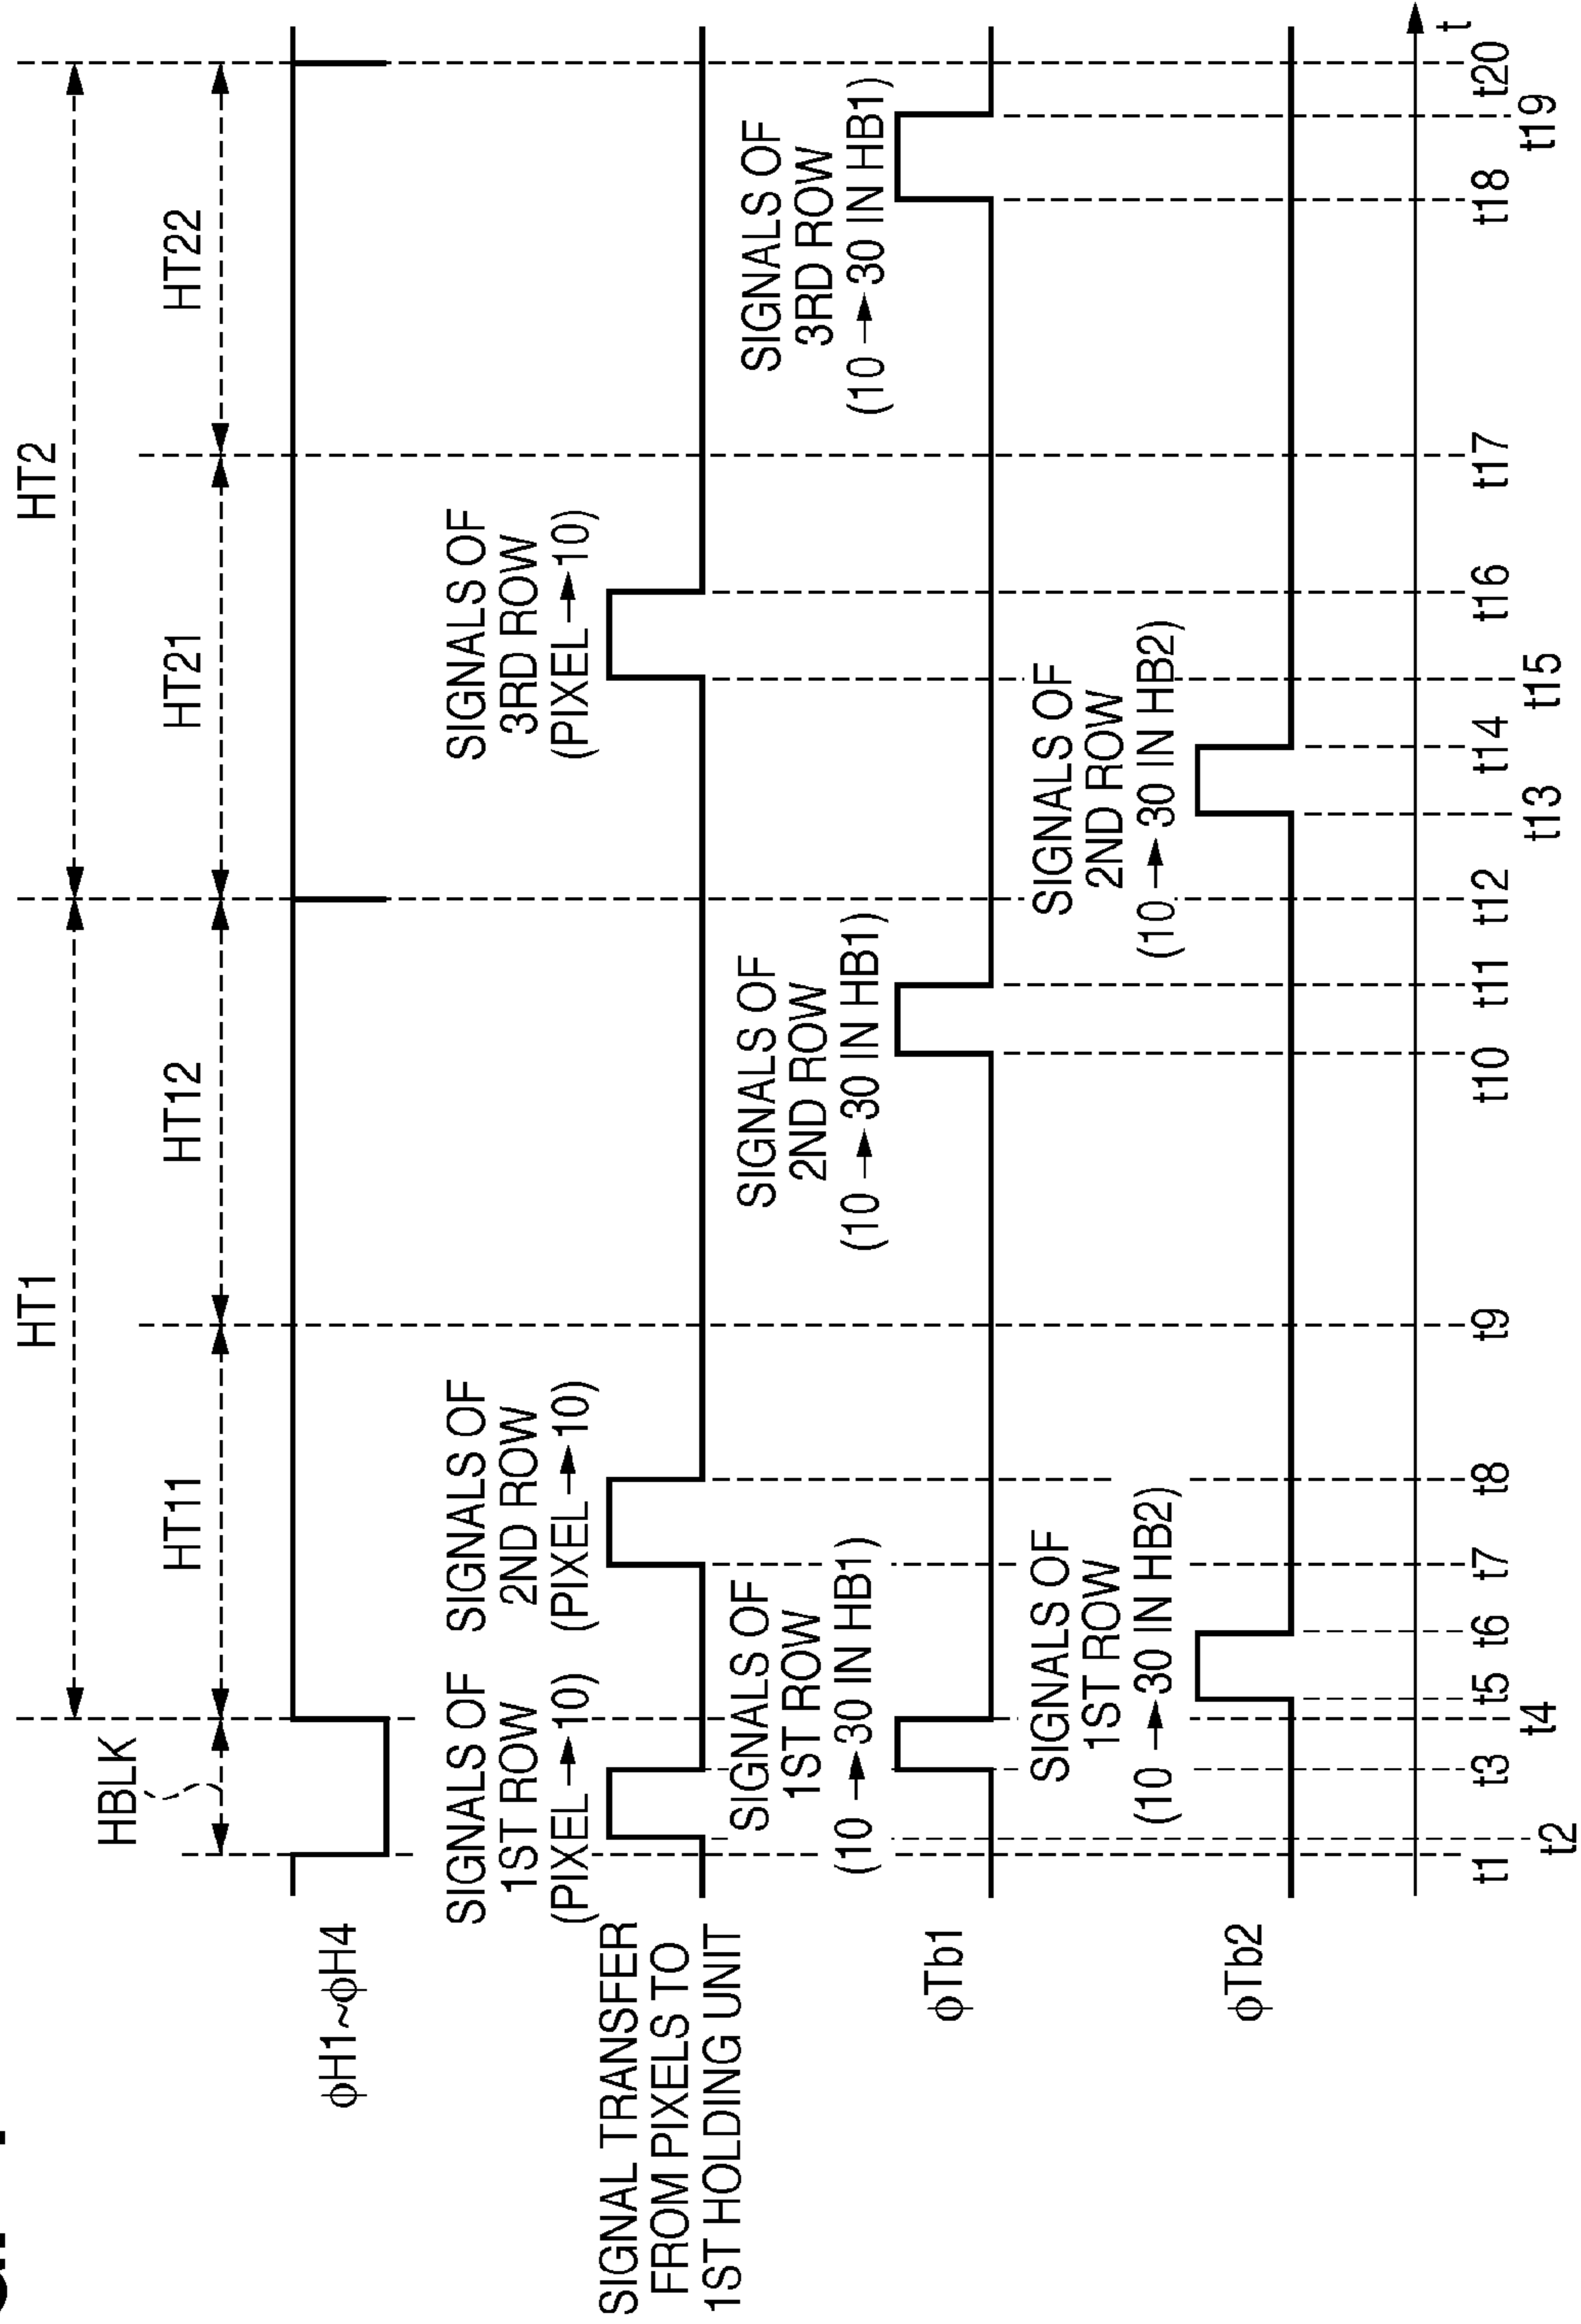 HT1
HT2
HBLK
HT11
HT12
HT21
HT22
φH1~φH4
SIGNAL TRANSFER
FROM PIXELS TO
1ST HOLDING UNIT
SIGNALS OF
1ST ROW
(PIXEL→10)
SIGNALS OF
2ND ROW
(PIXEL→10)
SIGNALS OF
3RD ROW
(PIXEL→10)
φTb1
SIGNALS OF
1ST ROW
(10→30 IN HB1)
SIGNALS OF
2ND ROW
(10→30 IN HB1)
SIGNALS OF
3RD ROW
(10→30 IN HB1)
φTb2
SIGNALS OF
1ST ROW
(10→30 IN HB2)
SIGNALS OF
2ND ROW
(10→30 IN HB2)
t
t1 t3 t5 t6 t7 t8 t9 t10 t11 t12 t14 t16 t17 t18 t20
t2 t4 t13 t15 t19